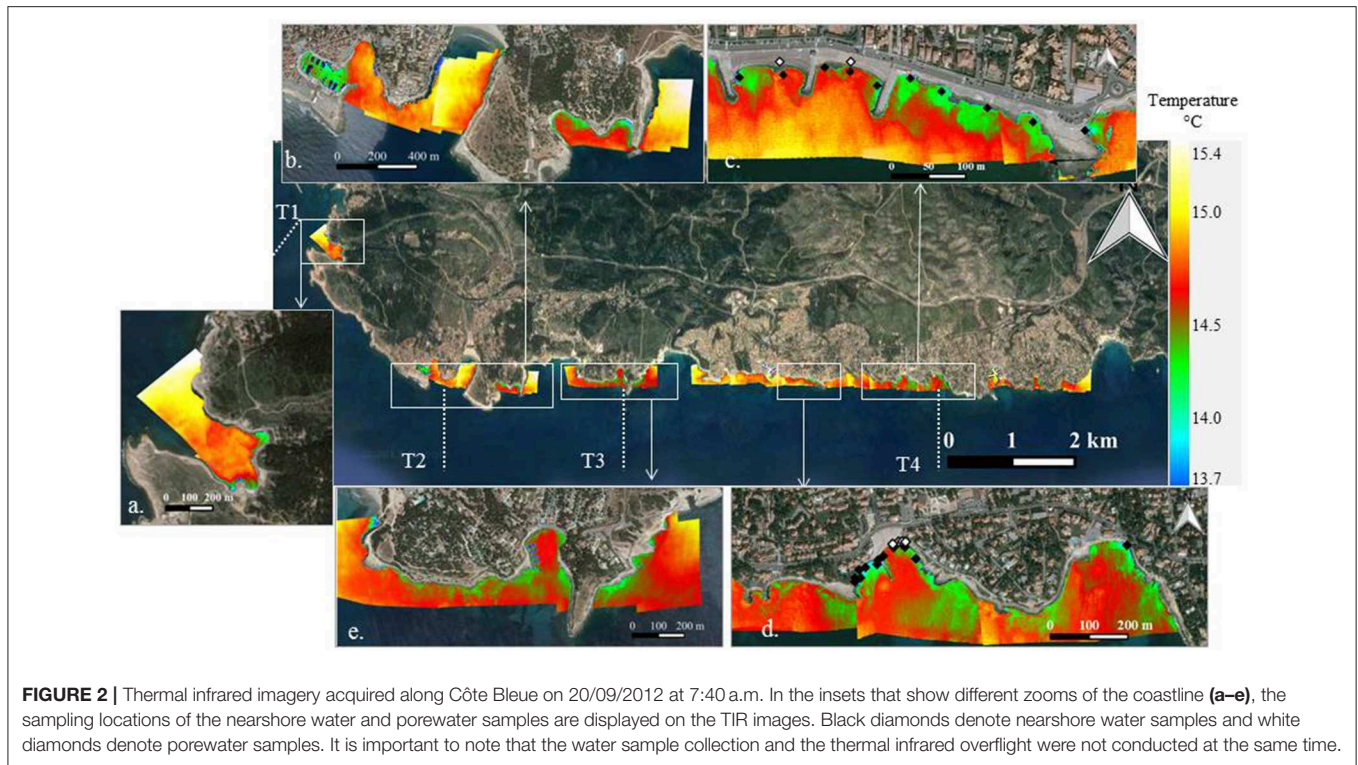 b.
0 200 400 m
c.
0 50 100 m
Temperature
°C
15.4
15.0
14.5
14.0
13.7
N
T1
a.
0 100 200 m
T2
T3
T4
0 1 2 km
e.
0 100 200 m
d.
0 100 200 m
FIGURE 2 | Thermal infrared imagery acquired along Côte Bleue on 20/09/2012 at 7:40 a.m. In the insets that show different zooms of the coastline (a–e), the
sampling locations of the nearshore water and porewater samples are displayed on the TIR images. Black diamonds denote nearshore water samples and white
diamonds denote porewater samples. It is important to note that the water sample collection and the thermal infrared overflight were not conducted at the same time.